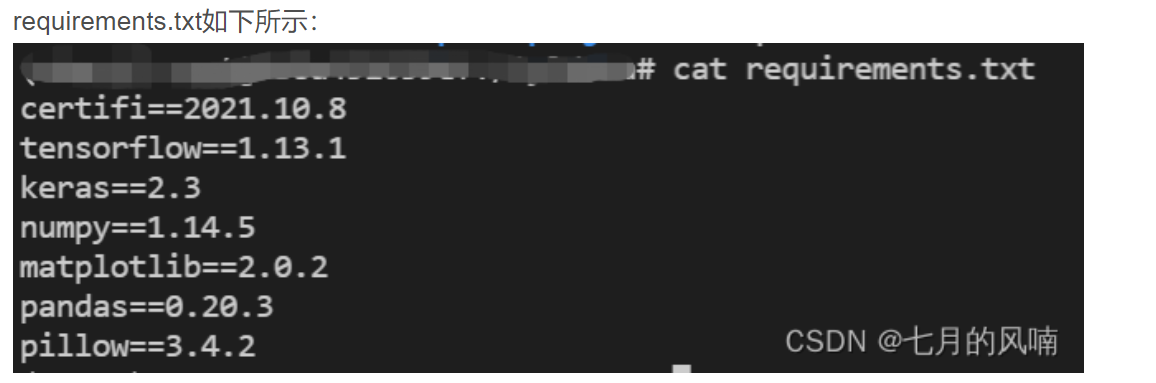 requirements.txt如下所示：
# cat requirements.txt
certifi==2021.10.8
tensorflow==1.13.1
keras==2.3
numpy==1.14.5
matplotlib==2.0.2
pandas==0.20.3
pillow==3.4.2
CSDN @七月的风喃